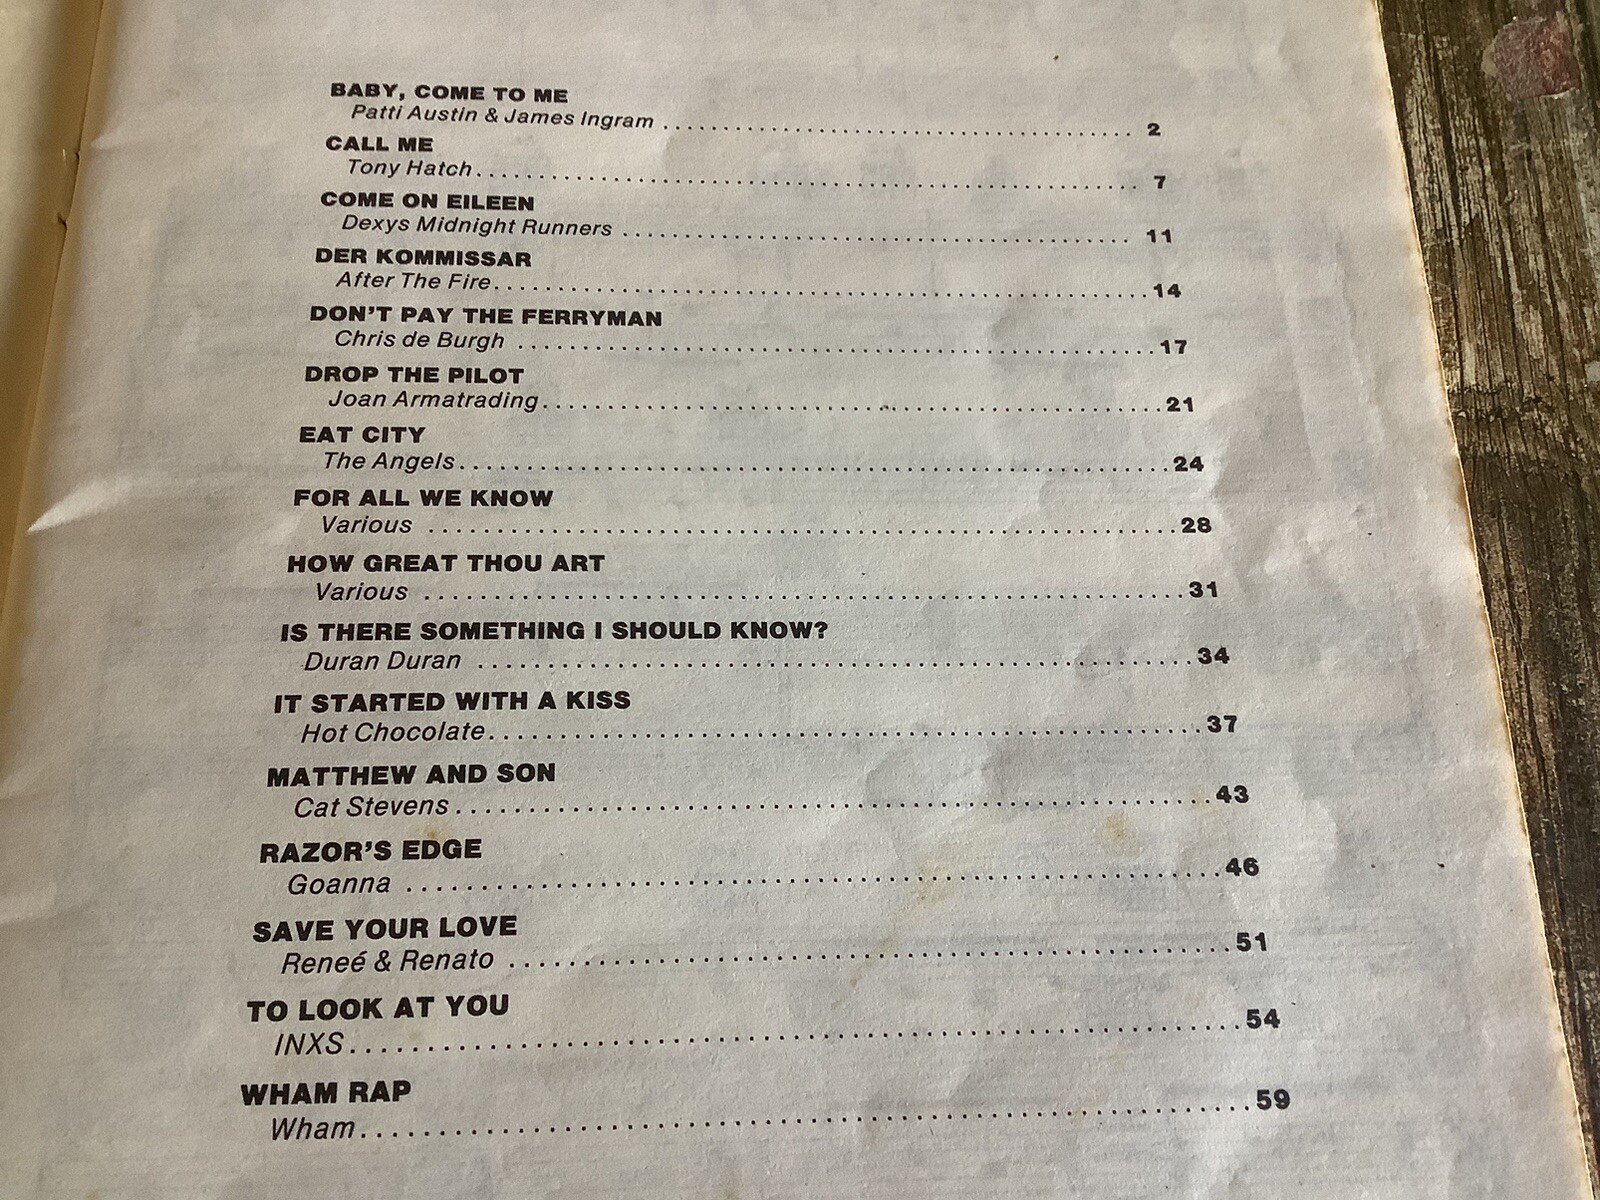 BABY, COME TO ME
Patti Austin & James Ingram ........................................ 2
CALL ME
Tony Hatch........................................ 7
COME ON EILEEN
Dexys Midnight Runners ........................................ 11
DER KOMMISSAR
After The Fire........................................14
DON'T PAY THE FERRYMAN
Chris de Burgh ........................................17
DROP THE PILOT
Joan Armatrading........................................21
EAT CITY
The Angels........................................24
FOR ALL WE KNOW
Various ........................................28
HOW GREAT THOU ART
Various ........................................31
IS THERE SOMETHING I SHOULD KNOW?
Duran Duran ........................................34
IT STARTED WITH A KISS
Hot Chocolate........................................37
MATTHEW AND SON
Cat Stevens........................................43
RAZOR'S EDGE
Goanna ........................................46
SAVE YOUR LOVE
Reneé & Renato ........................................51
TO LOOK AT YOU
INXS........................................54
WHAM RAP
Wham........................................59